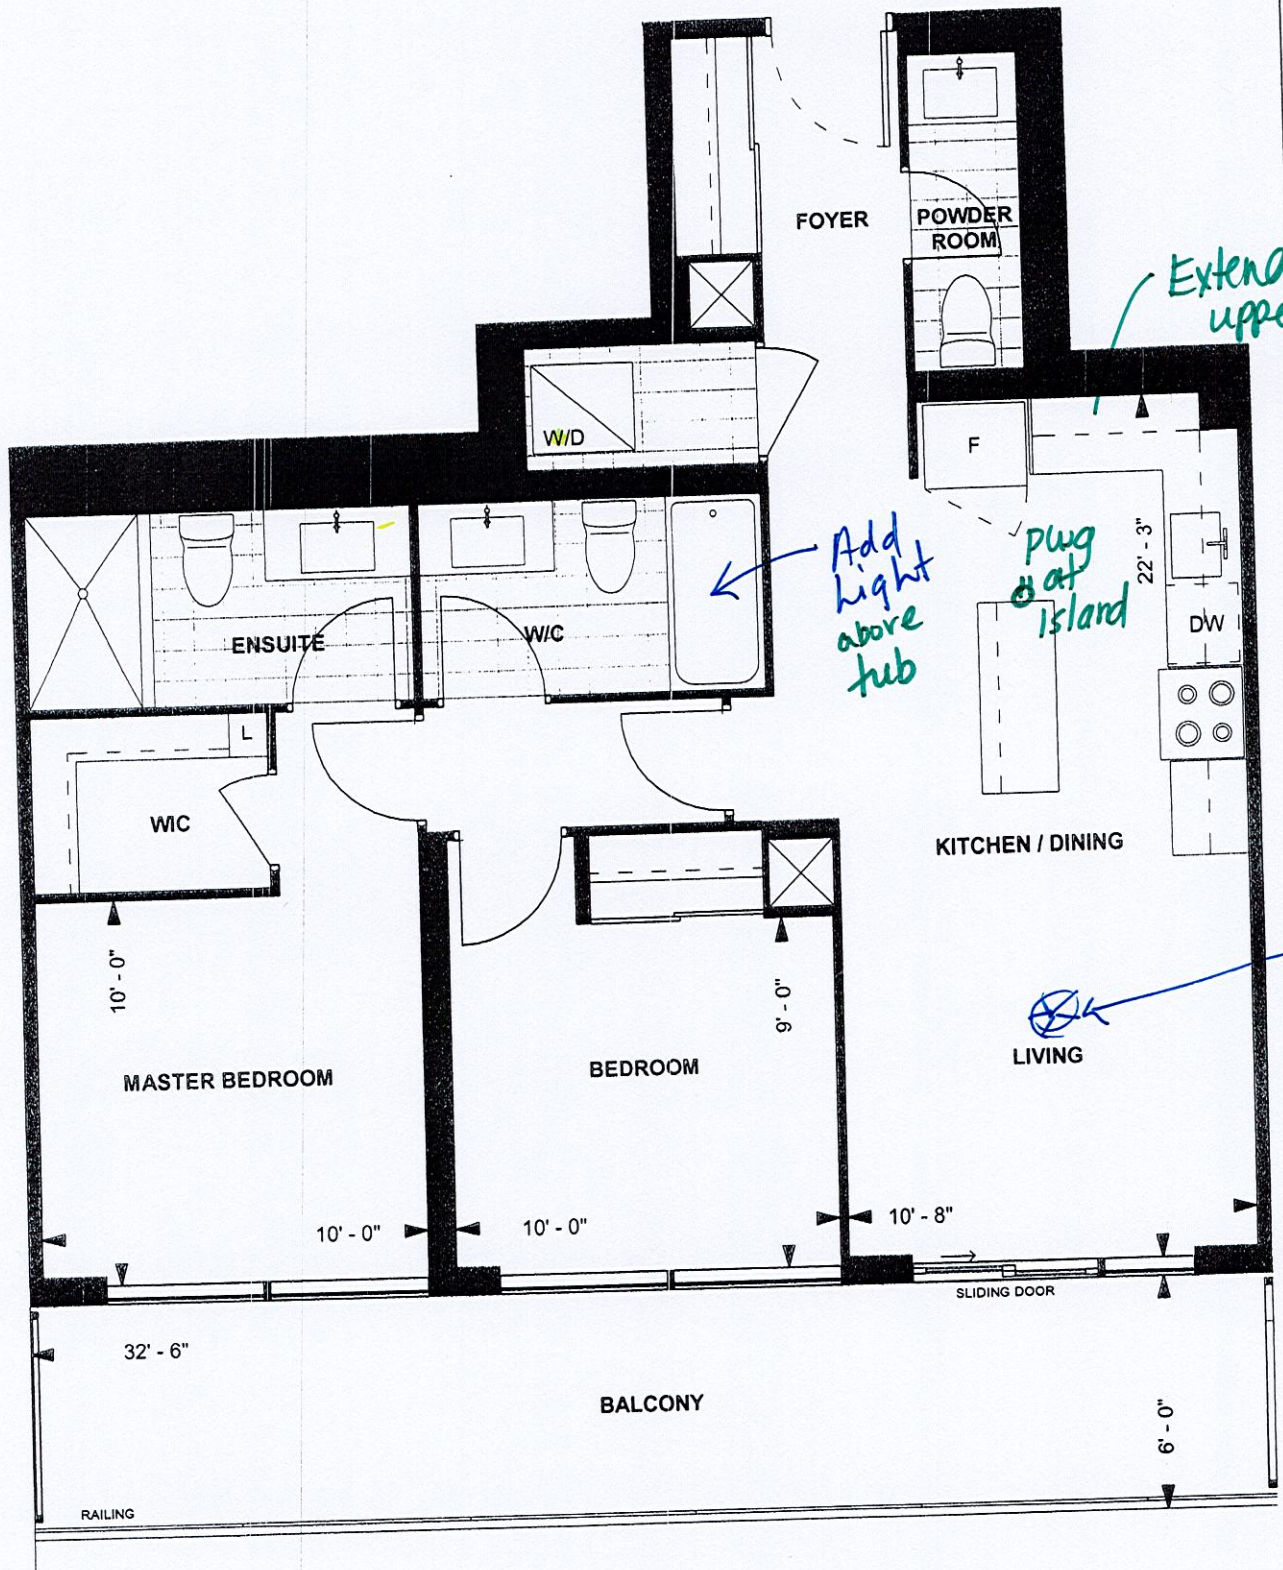 FOYER
POWDER
ROOM
W/D
F
Add
Light
above
tub
plug
at
Island
22' - 3"
DW
ENSUITE
W/C
L
WIC
KITCHEN / DINING
10' - 0"
9' - 0"
MASTER BEDROOM
BEDROOM
LIVING
10' - 0"
10' - 0"
10' - 8"
SLIDING DOOR
32' - 6"
BALCONY
6' - 0"
RAILING